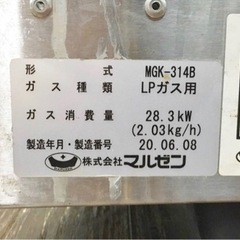 形式 MGK-314B
ガス種類 LPガス用
ガス消費量 28.3kW
(2.03kg/h)
製造年月・製造番号 20.06.08
株式会社マルゼン